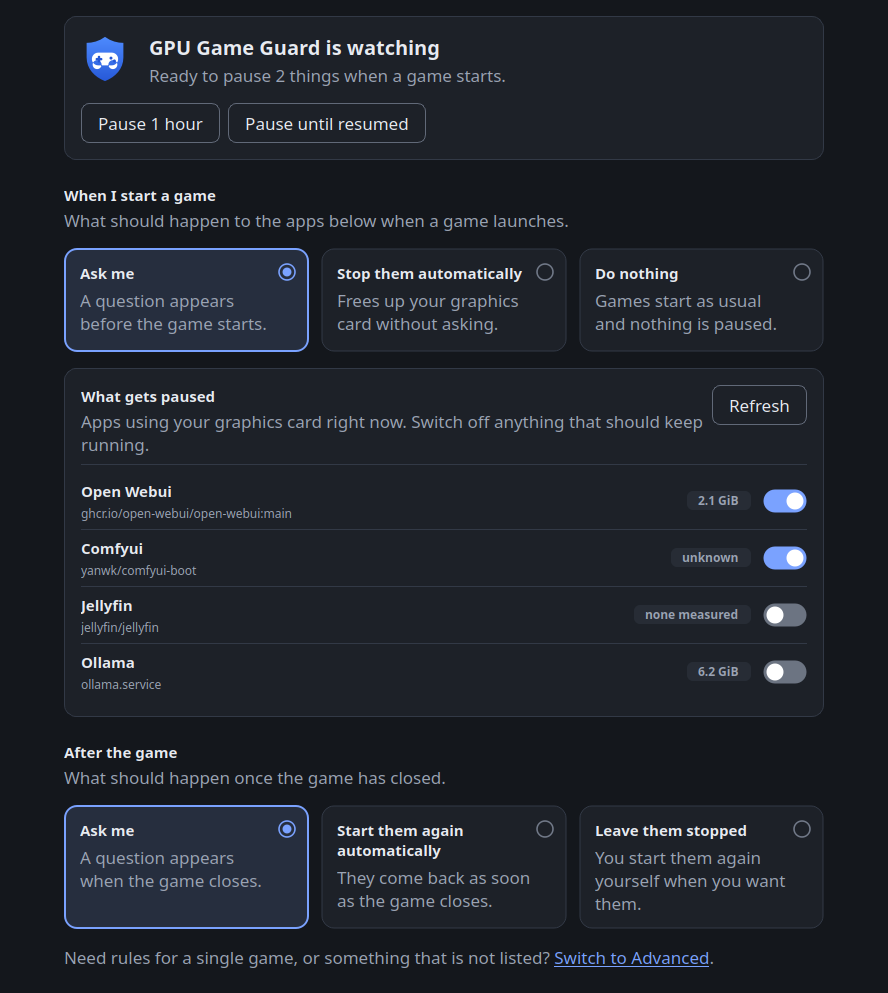 GPU Game Guard is watching
Ready to pause 2 things when a game starts.
Pause 1 hour
Pause until resumed
When I start a game
What should happen to the apps below when a game launches.
Ask me
A question appears
before the game starts.
Stop them automatically
Frees up your graphics
card without asking.
Do nothing
Games start as usual
and nothing is paused.
What gets paused
Apps using your graphics card right now. Switch off anything that should keep
running.
Refresh
Open Webui
ghcr.io/open-webui/open-webui:main
2.1 GiB
Comfyui
yanwk/comfyui-boot
unknown
Jellyfin
jellyfin/jellyfin
none measured
Ollama
ollama.service
6.2 GiB
After the game
What should happen once the game has closed.
Ask me
A question appears
when the game closes.
Start them again
automatically
They come back as soon
as the game closes.
Leave them stopped
You start them again
yourself when you want
them.
Need rules for a single game, or something that is not listed? Switch to Advanced.